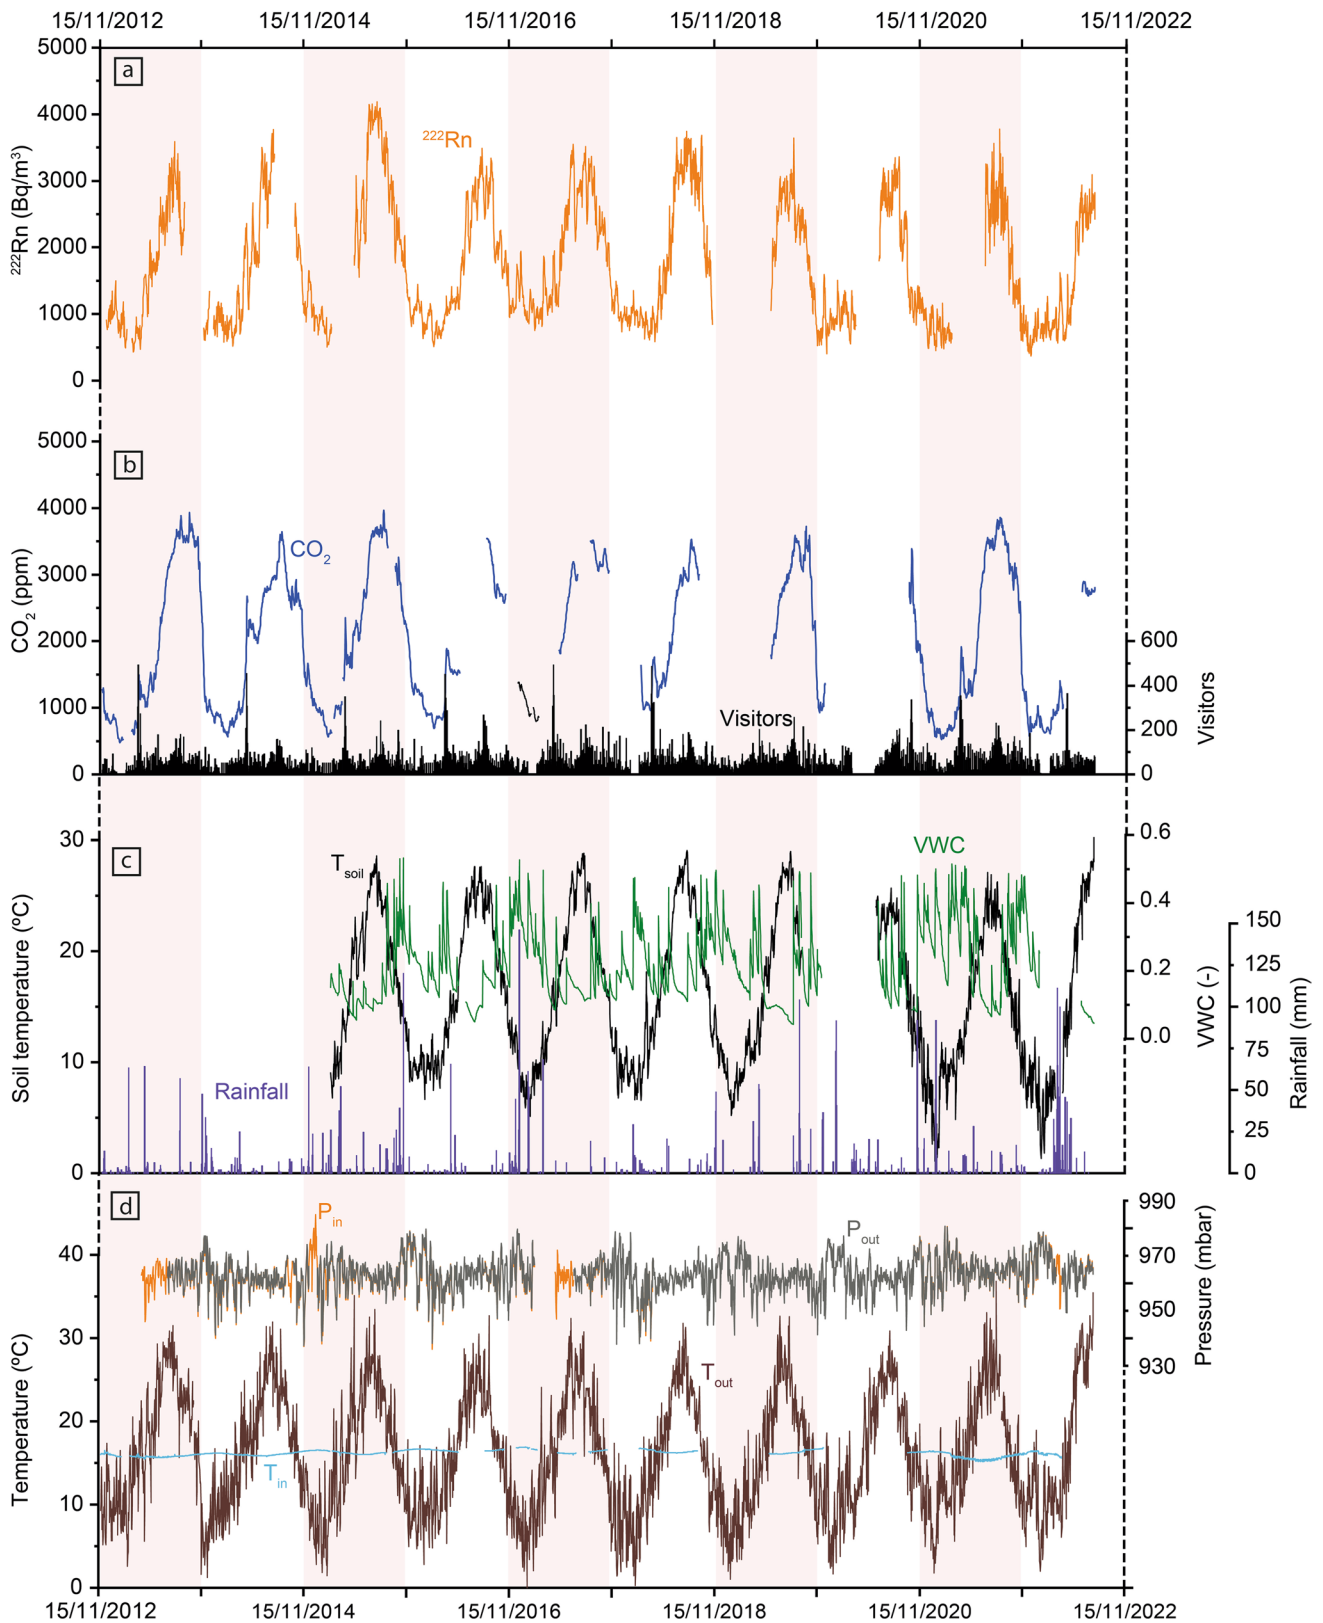 15/11/2012 15/11/2014 15/11/2016 15/11/2018 15/11/2020 15/11/2022
a
²²²Rn (Bq/m³)
5000
4000
3000
2000
1000
0
²²²Rn
b
CO₂ (ppm)
5000
4000
3000
2000
1000
0
CO₂
Visitors
600
400
200
0
Visitors
c
Soil temperature (ºC)
30
20
10
0
T soil
VWC
Rainfall
0.6
0.4
0.2
0.0
VWC (-)
150
125
100
75
50
25
0
Rainfall (mm)
d
Temperature (ºC)
40
30
20
10
0
P in
P out
T out
T in
990
970
950
930
Pressure (mbar)
15/11/2012 15/11/2014 15/11/2016 15/11/2018 15/11/2020 15/11/2022